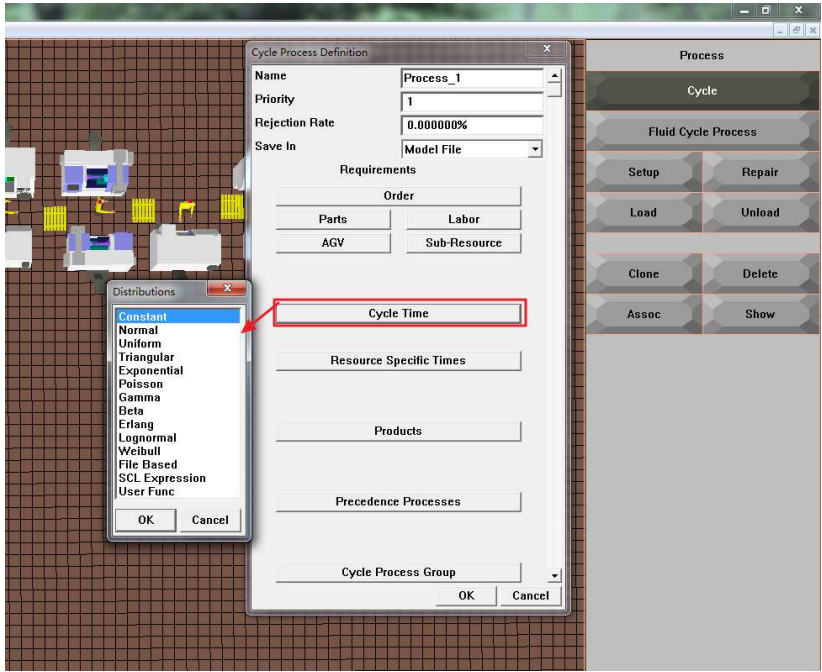 Cycle Process Definition
Name
Process_1
Priority
1
Rejection Rate
0.000000%
Save In
Model File
Requirements
Order
Parts
Labor
AGV
Sub-Resource
Cycle Time
Resource Specific Times
Products
Precedence Processes
Cycle Process Group
OK
Cancel
Distributions
Constant
Normal
Uniform
Triangular
Exponential
Poisson
Gamma
Beta
Erlang
Lognormal
Weibull
File Based
SCL Expression
User Func
OK
Cancel
Process
Cycle
Fluid Cycle Process
Setup
Repair
Load
Unload
Clone
Delete
Assoc
Show